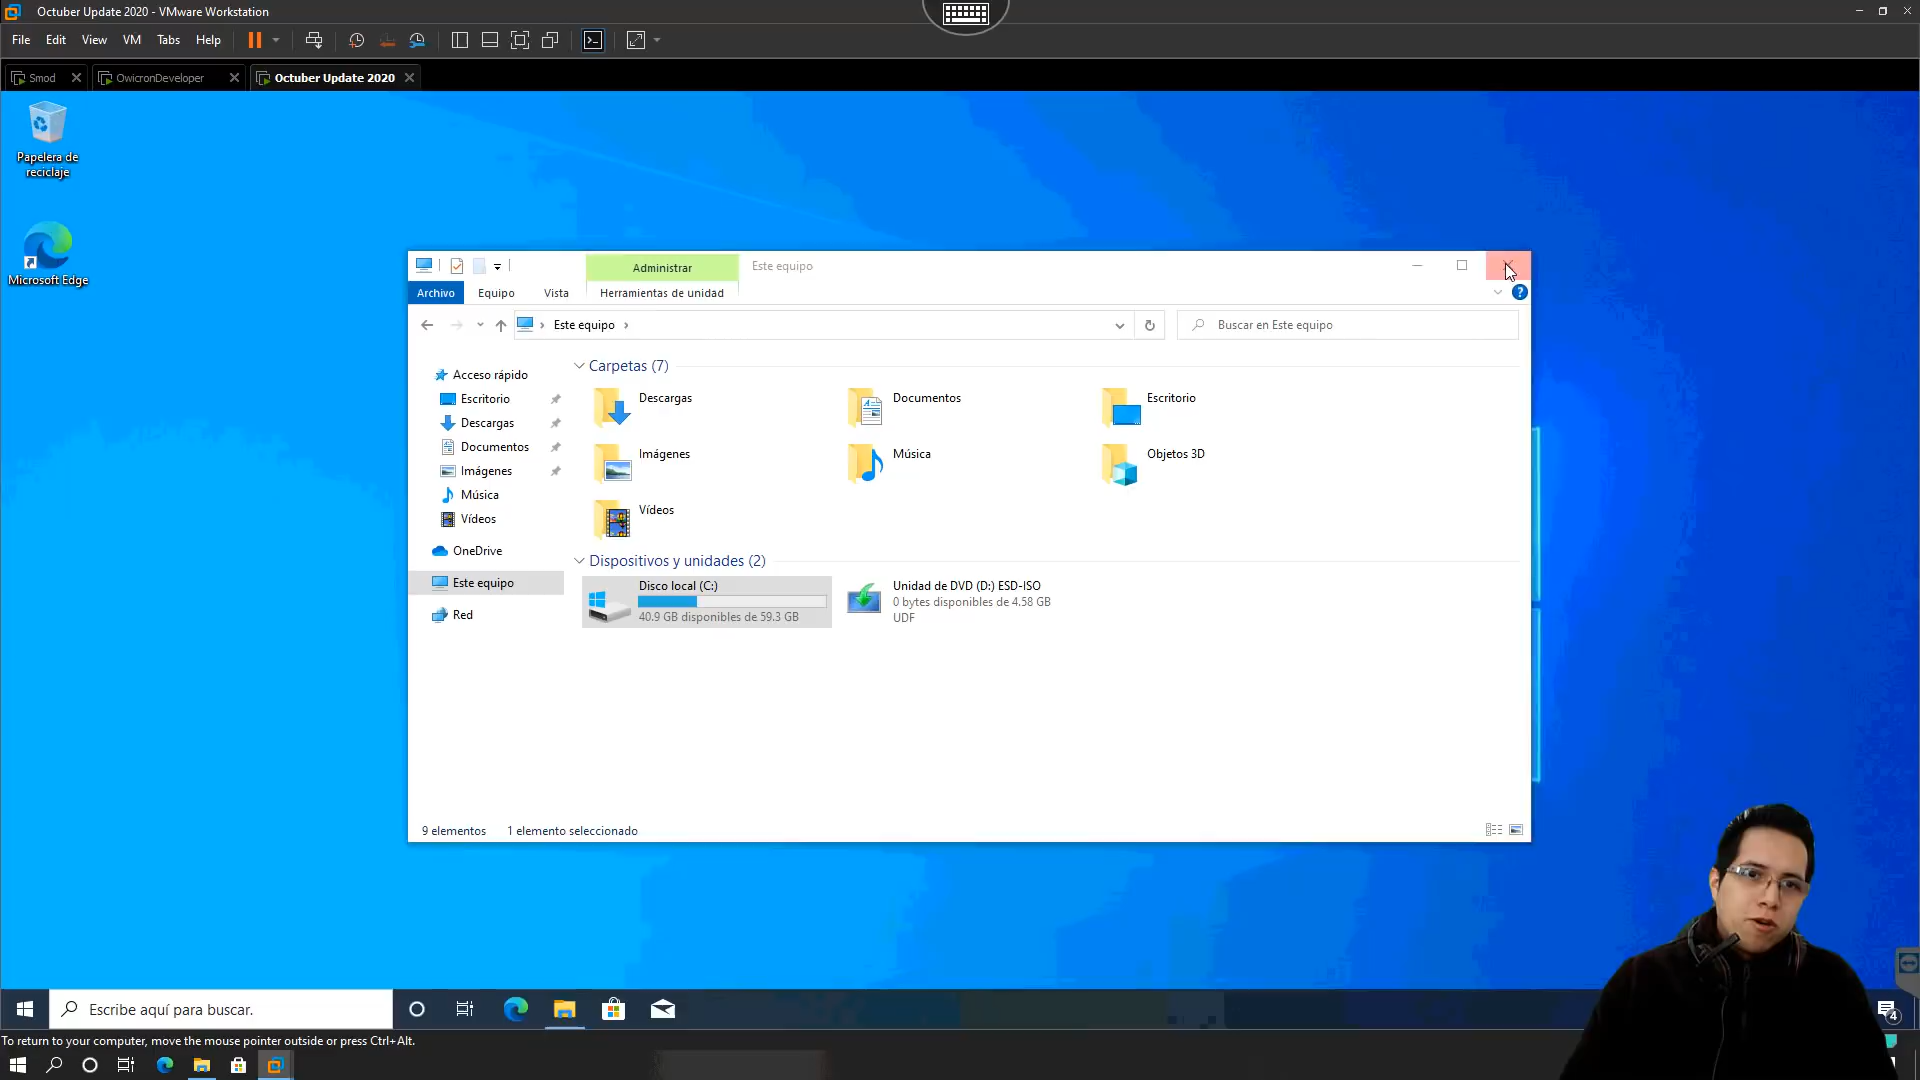 Octuber Update 2020 - VMware Workstation
File Edit View VM Tabs Help
Smod OwicronDeveloper Octuber Update 2020
Papelera de
reciclaje
Microsoft Edge
Administrar Este equipo
Archivo Equipo Vista Herramientas de unidad
Este equipo
Buscar en Este equipo
Acceso rápido
Escritorio
Descargas
Documentos
Imágenes
Música
Vídeos
OneDrive
Este equipo
Red
Carpetas (7)
Descargas
Documentos
Escritorio
Imágenes
Música
Objetos 3D
Vídeos
Dispositivos y unidades (2)
Disco local (C:)
40.9 GB disponibles de 59.3 GB
Unidad de DVD (D:) ESD-ISO
0 bytes disponibles de 4.58 GB
UDF
9 elementos 1 elemento seleccionado
Escribe aquí para buscar.
4
To return to your computer, move the mouse pointer outside or press Ctrl+Alt.